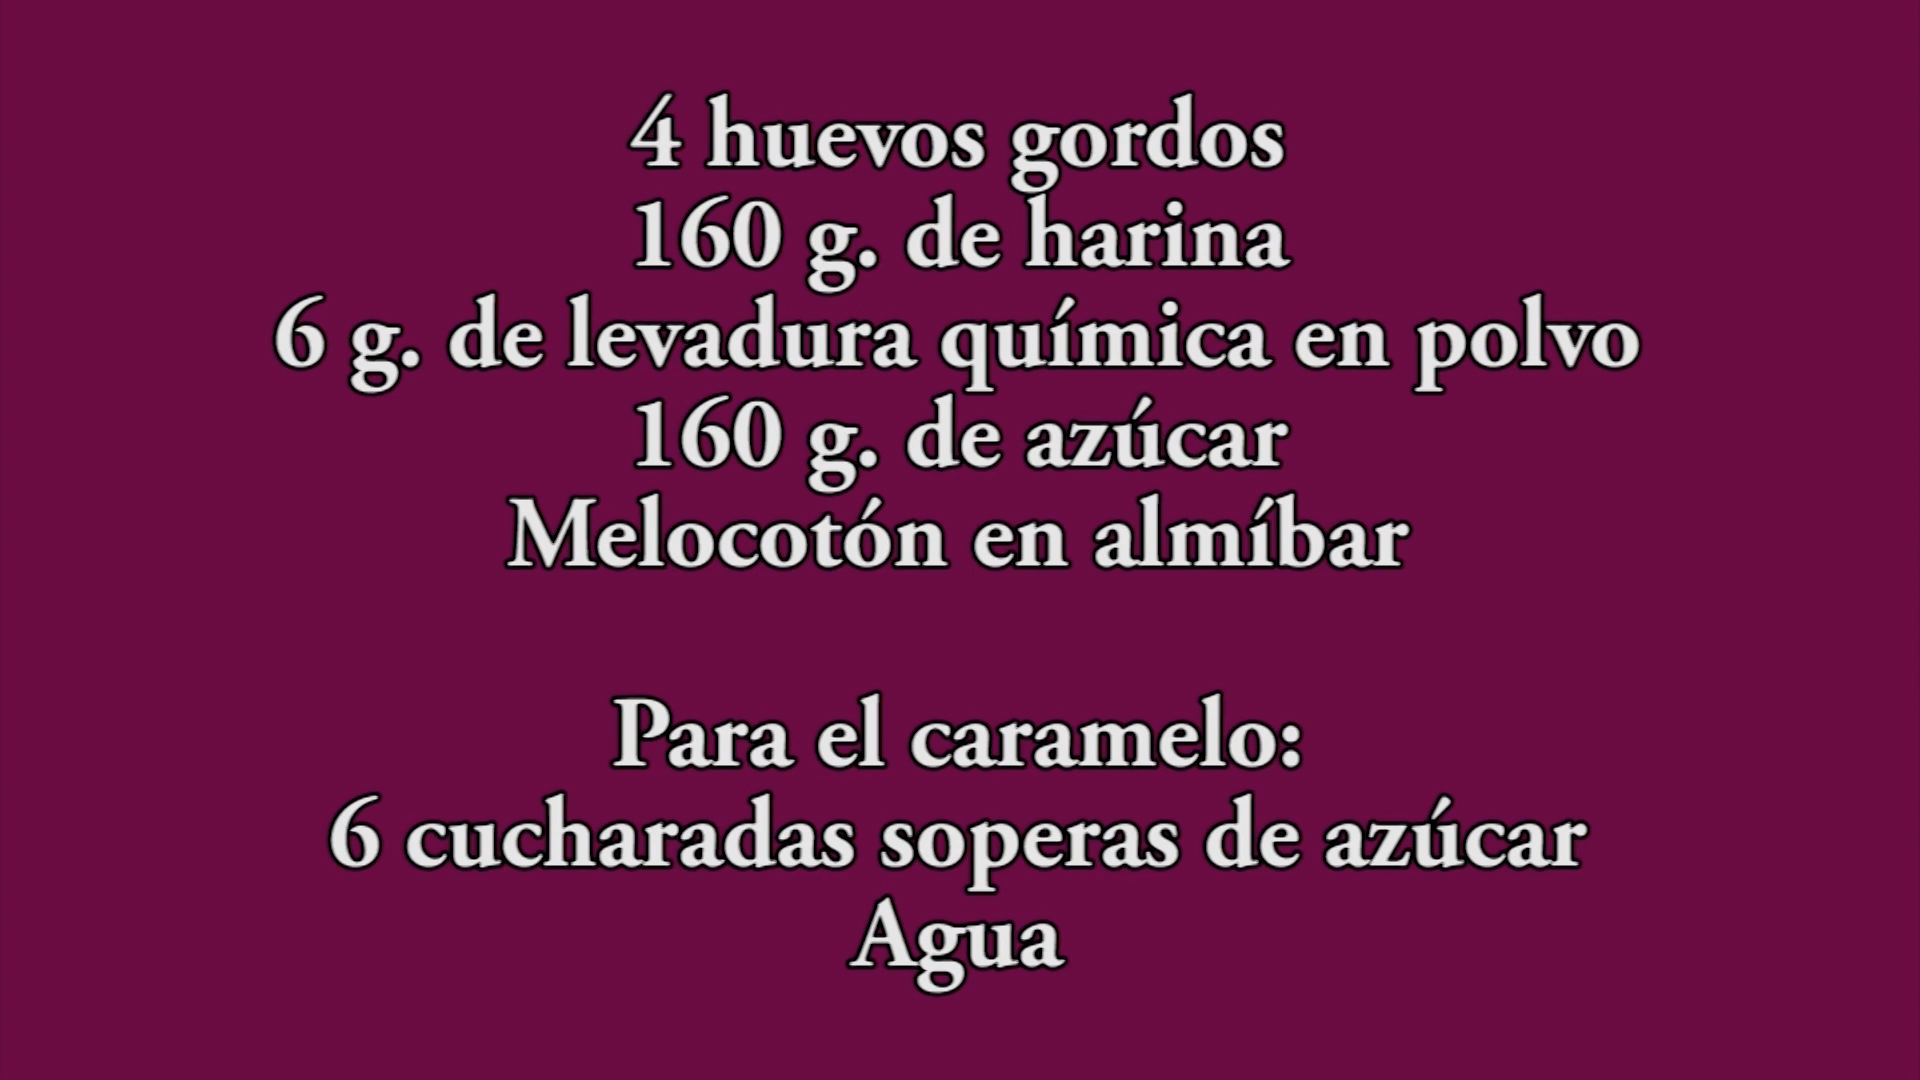 4 huevos gordos
160 g. de harina
6 g. de levadura química en polvo
160 g. de azúcar
Melocotón en almíbar
Para el caramelo:
6 cucharadas soperas de azúcar
Agua